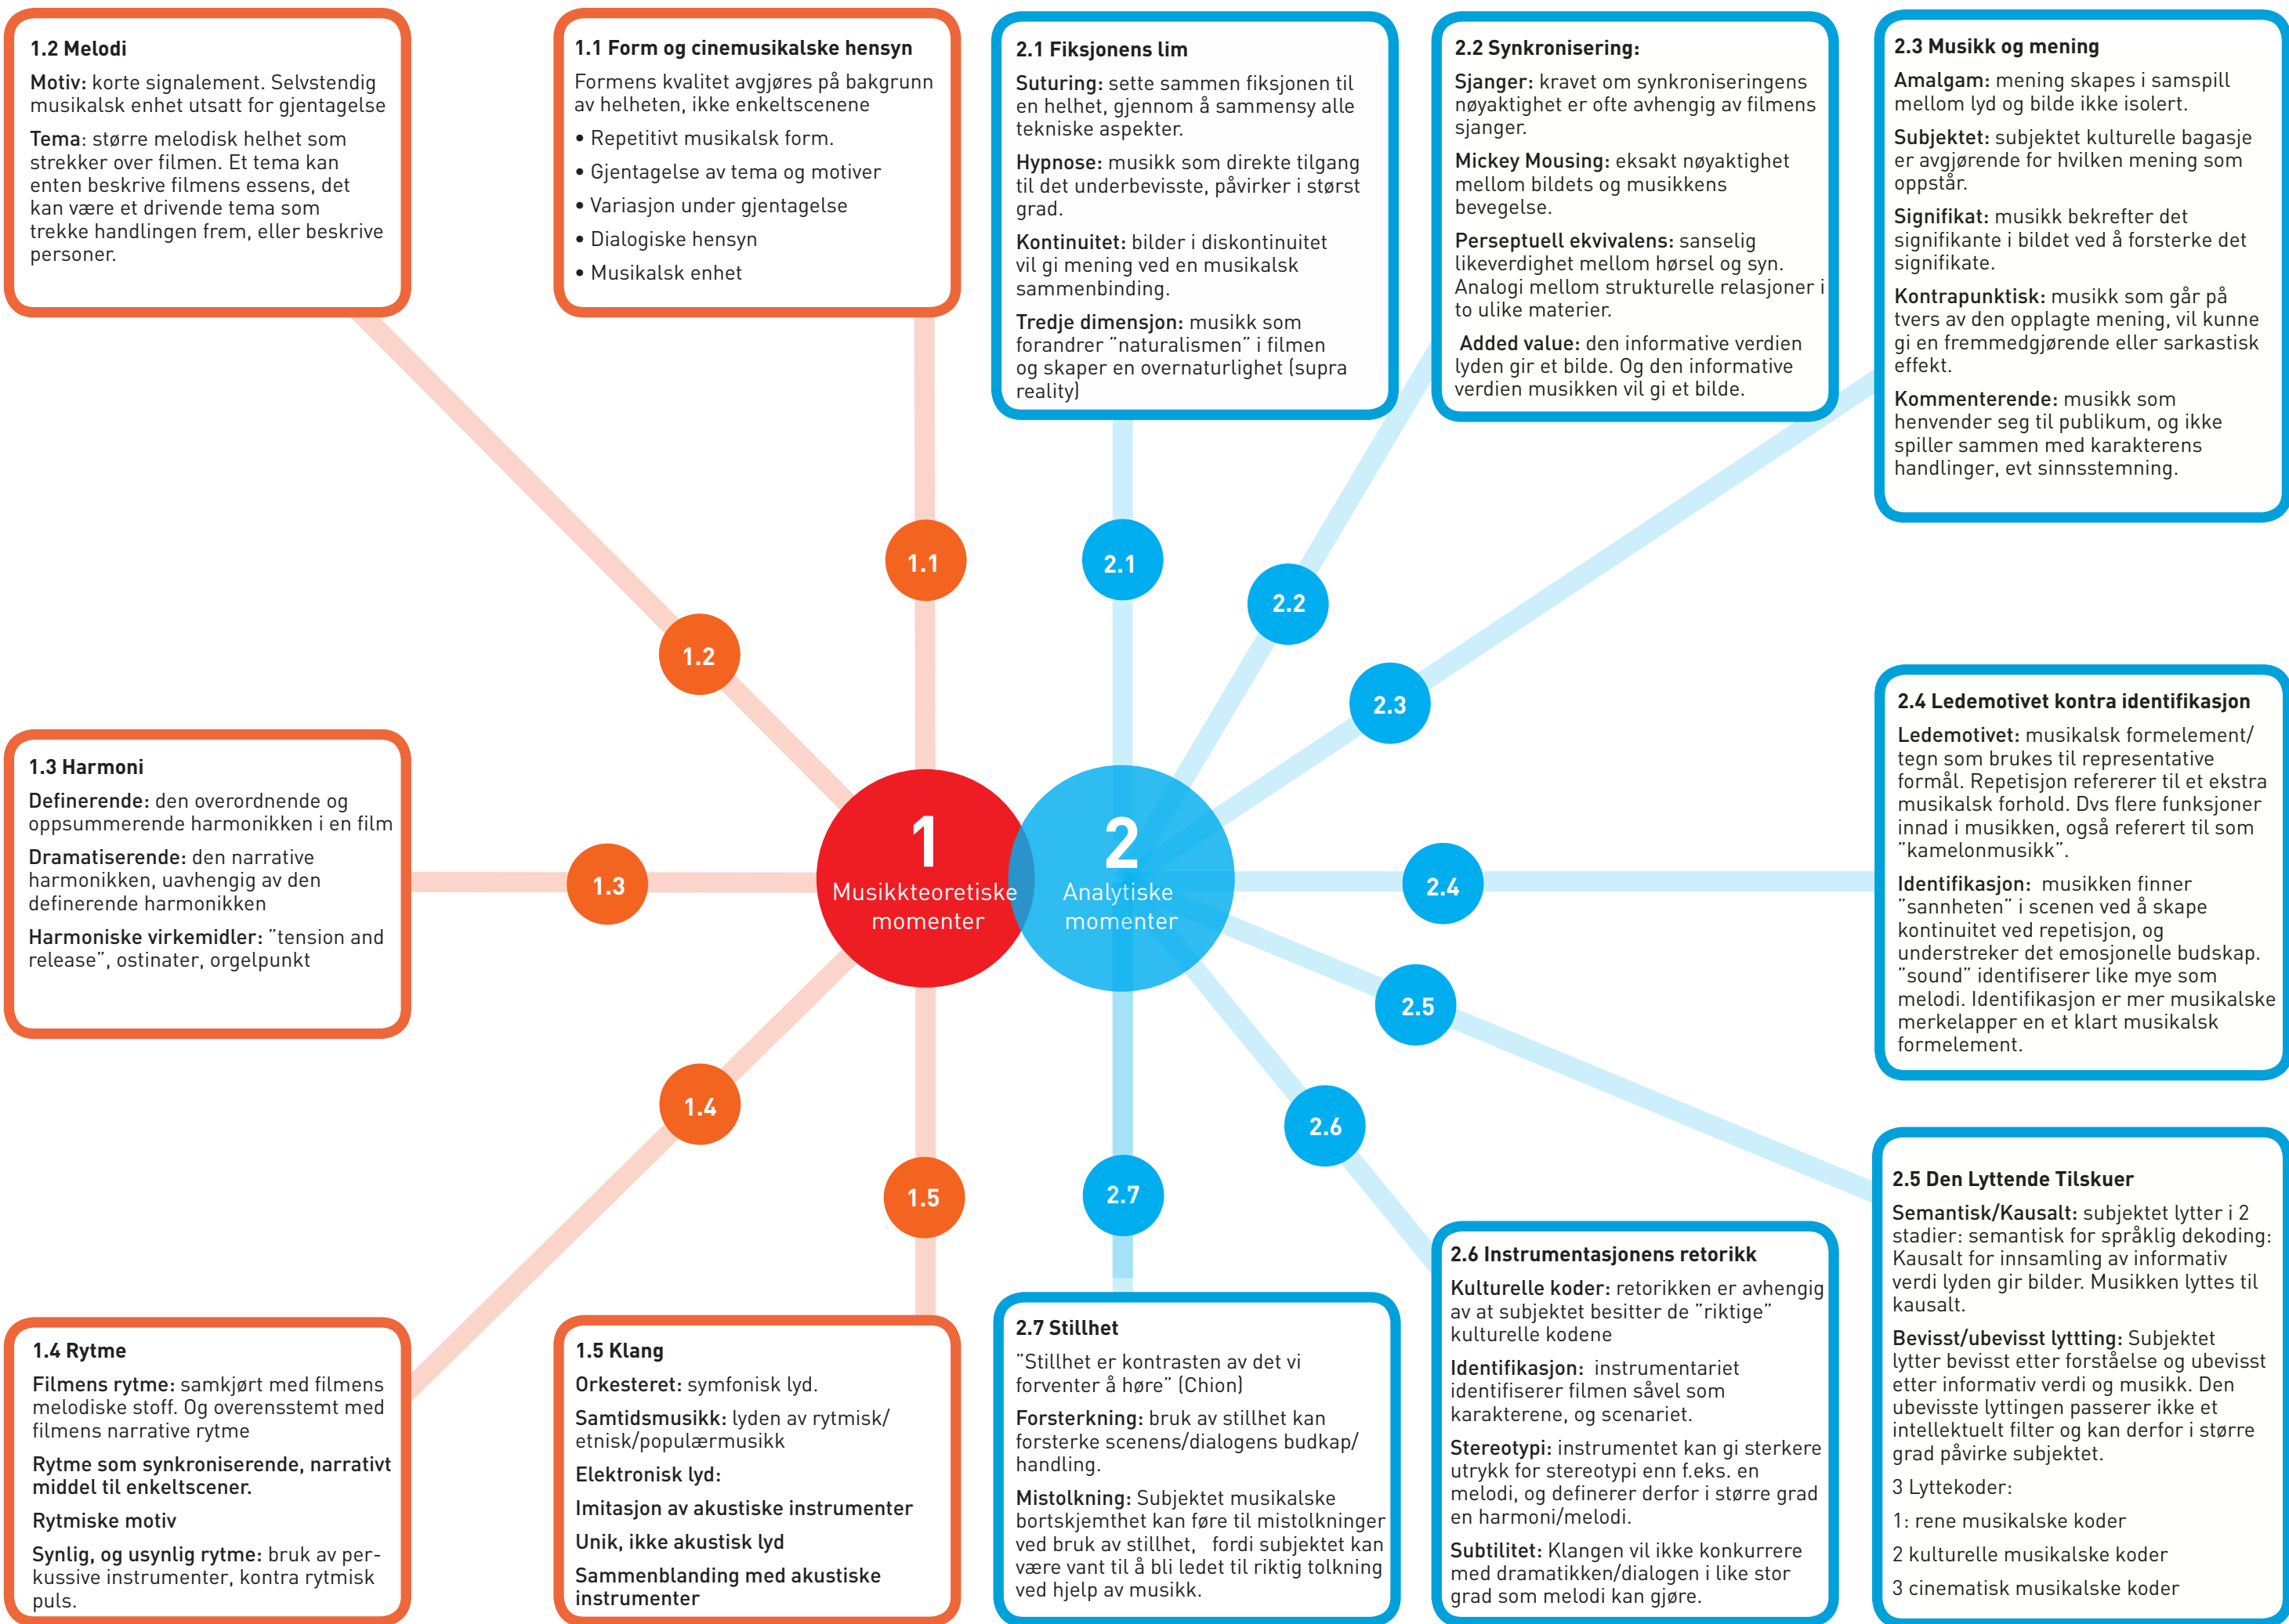 1.2 Melodi
Motiv: korte signalement. Selvstendig
musikalsk enhet utsatt for gjentagelse
Tema: større melodisk helhet som
strekker over filmen. Et tema kan
enten beskrive filmens essens, det
kan være et drivende tema som
trekke handlingen frem, eller beskrive
personer.
1.1 Form og cinemusikalske hensyn
Formens kvalitet avgjøres på bakgrunn
av helheten, ikke enkeltscenene
• Repetitivt musikalsk form.
• Gjentagelse av tema og motiver
• Variasjon under gjentagelse
• Dialogiske hensyn
• Musikalsk enhet
2.1 Fiksjonens lim
Suturing: sette sammen fiksjonen til
en helhet, gjennom å sammensy alle
tekniske aspekter.
Hypnose: musikk som direkte tilgang
til det underbevisste, påvirker i størst
grad.
Kontinuitet: bilder i diskontinuitet
vil gi mening ved en musikalsk
sammenbinding.
Tredje dimensjon: musikk som
forandrer ”naturalismen” i filmen
og skaper en overnaturlighet (supra
reality)
2.2 Synkronisering:
Sjanger: kravet om synkroniseringens
nøyaktighet er ofte avhengig av filmens
sjanger.
Mickey Mousing: eksakt nøyaktighet
mellom bildets og musikkens
bevegelse.
Perseptuell ekvivalens: sanselig
likeverdighet mellom hørsel og syn.
Analogi mellom strukturelle relasjoner i
to ulike materier.
Added value: den informative verdien
lyden gir et bilde. Og den informative
verdien musikken vil gi et bilde.
2.3 Musikk og mening
Amalgam: mening skapes i samspill
mellom lyd og bilde ikke isolert.
Subjektet: subjektet kulturelle bagasje
er avgjørende for hvilken mening som
oppstår.
Signifikat: musikk bekrefter det
signifikante i bildet ved å forsterke det
signifikate.
Kontrapunktisk: musikk som går på
tvers av den opplagte mening, vil kunne
gi en fremmedgjørende eller sarkastisk
effekt.
Kommenterende: musikk som
henvender seg til publikum, og ikke
spiller sammen med karakterens
handlinger, evt sinnsstemning.
1.1
2.1
2.2
1.2
2.3
1.3 Harmoni
Definerende: den overordnende og
oppsummerende harmonikken i en film
Dramatiserende: den narrative
harmonikken, uavhengig av den
definerende harmonikken
Harmoniske virkemidler: ”tension and
release”, ostinater, orgelpunkt
1.3
1
Musikkteoretiske
momenter
2
Analytiske
momenter
2.4
2.4 Ledemotivet kontra identifikasjon
Ledemotivet: musikalsk formelement/
tegn som brukes til representative
formål. Repetisjon refererer til et ekstra
musikalsk forhold. Dvs flere funksjoner
innad i musikken, også referert til som
”kamelonmusikk”.
Identifikasjon: musikken finner
”sannheten” i scenen ved å skape
kontinuitet ved repetisjon, og
understreker det emosjonelle budskap.
”sound” identifiserer like mye som
melodi. Identifikasjon er mer musikalske
merkelapper en et klart musikalsk
formelement.
2.5
1.4
2.6
1.5
2.7
1.4 Rytme
Filmens rytme: samkjørt med filmens
melodiske stoff. Og overensstemt med
filmens narrative rytme
Rytme som synkroniserende, narrativt
middel til enkeltscener.
Rytmiske motiv
Synlig, og usynlig rytme: bruk av per-
kussive instrumenter, kontra rytmisk
puls.
1.5 Klang
Orkesteret: symfonisk lyd.
Samtidsmusikk: lyden av rytmisk/
etnisk/populærmusikk
Elektronisk lyd:
Imitasjon av akustiske instrumenter
Unik, ikke akustisk lyd
Sammenblanding med akustiske
instrumenter
2.7 Stillhet
”Stillhet er kontrasten av det vi
forventer å høre” (Chion)
Forsterkning: bruk av stillhet kan
forsterke scenens/dialogens budkap/
handling.
Mistolkning: Subjektet musikalske
bortskjemthet kan føre til mistolkninger
ved bruk av stillhet, fordi subjektet kan
være vant til å bli ledet til riktig tolkning
ved hjelp av musikk.
2.6 Instrumentasjonens retorikk
Kulturelle koder: retorikken er avhengig
av at subjektet besitter de ”riktige”
kulturelle kodene
Identifikasjon: instrumentariet
identifiserer filmen såvel som
karakterene, og scenariet.
Stereotypi: instrumentet kan gi sterkere
utrykk for stereotypi enn f.eks. en
melodi, og definerer derfor i større grad
en harmoni/melodi.
Subtilitet: Klangen vil ikke konkurrere
med dramatikken/dialogen i like stor
grad som melodi kan gjøre.
2.5 Den Lyttende Tilskuer
Semantisk/Kausalt: subjektet lytter i 2
stadier: semantisk for språklig dekoding:
Kausalt for innsamling av informativ
verdi lyden gir bilder. Musikken lyttes til
kausalt.
Bevisst/ubevisst lyttting: Subjektet
lytter bevisst etter forståelse og ubevisst
etter informativ verdi og musikk. Den
ubevisste lyttingen passerer ikke et
intellektuelt filter og kan derfor i større
grad påvirke subjektet.
3 Lyttekoder:
1: rene musikalske koder
2 kulturelle musikalske koder
3 cinematisk musikalske koder